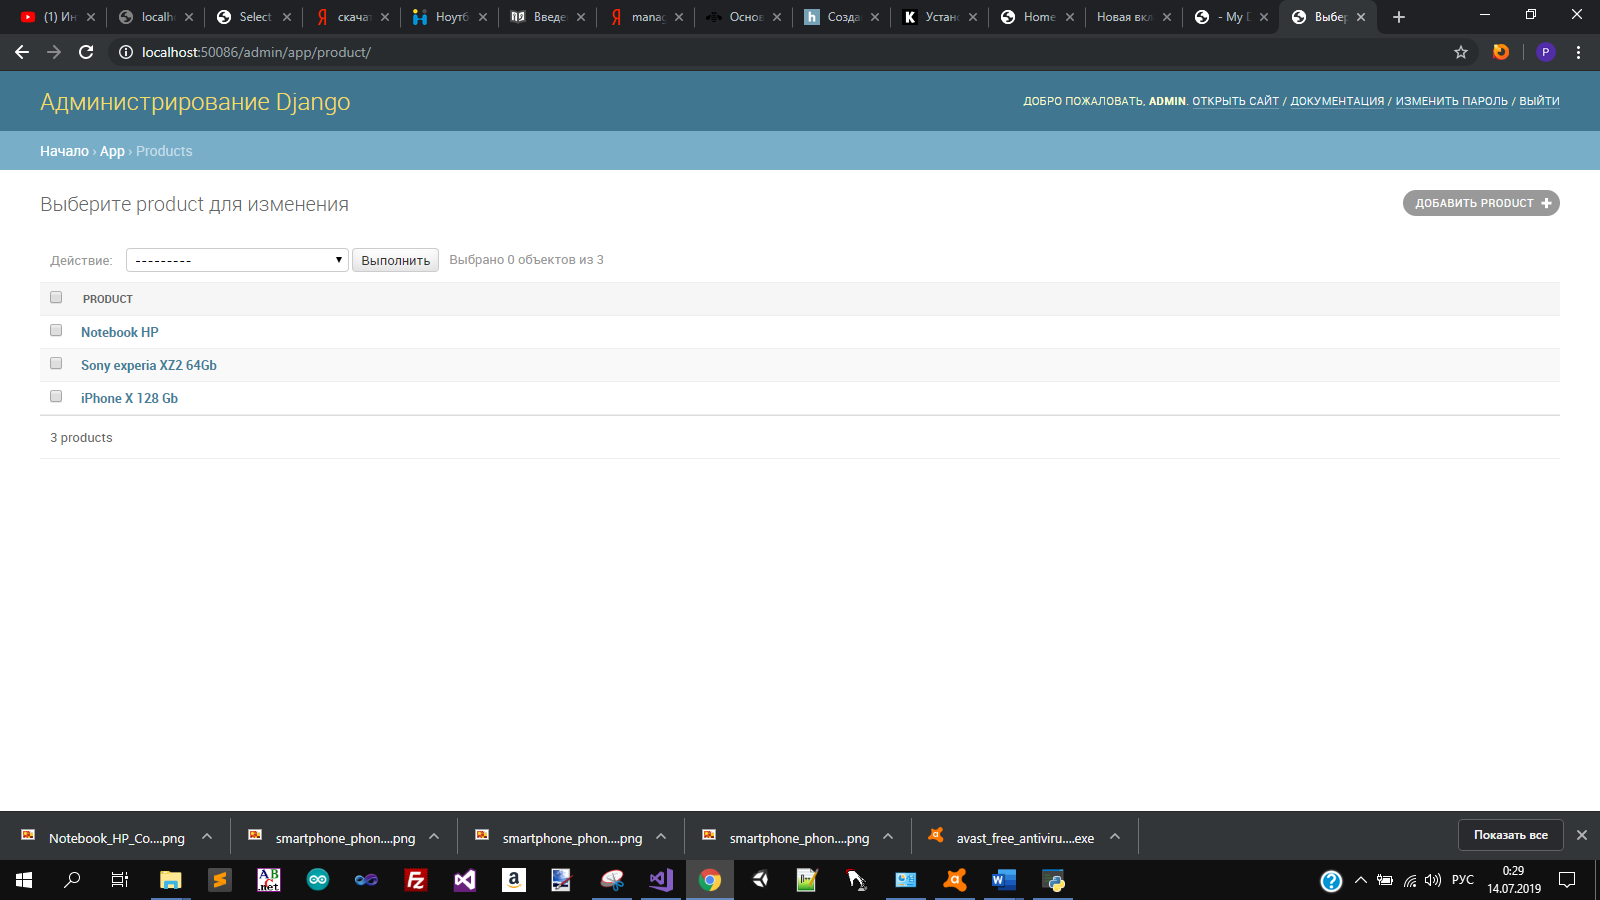 (1) Ин
localho
Select
скачат
Ноутб
Введе
manag
Основ
Созда
Устано
Home
Новая вкл
- My D
Выбер
localhost:50086/admin/app/product/
P
Администрирование Django
ДОБРО ПОЖАЛОВАТЬ, ADMIN. ОТКРЫТЬ САЙТ / ДОКУМЕНТАЦИЯ / ИЗМЕНИТЬ ПАРОЛЬ / ВЫЙТИ
Начало › App › Products
Выберите product для изменения
ДОБАВИТЬ PRODUCT +
Действие:
---------
Выполнить
Выбрано 0 объектов из 3
PRODUCT
Notebook HP
Sony experia XZ2 64Gb
iPhone X 128 Gb
3 products
Notebook_HP_Co....png
smartphone_phon....png
smartphone_phon....png
smartphone_phon....png
avast_free_antiviru....exe
Показать все
РУС
0:29
14.07.2019